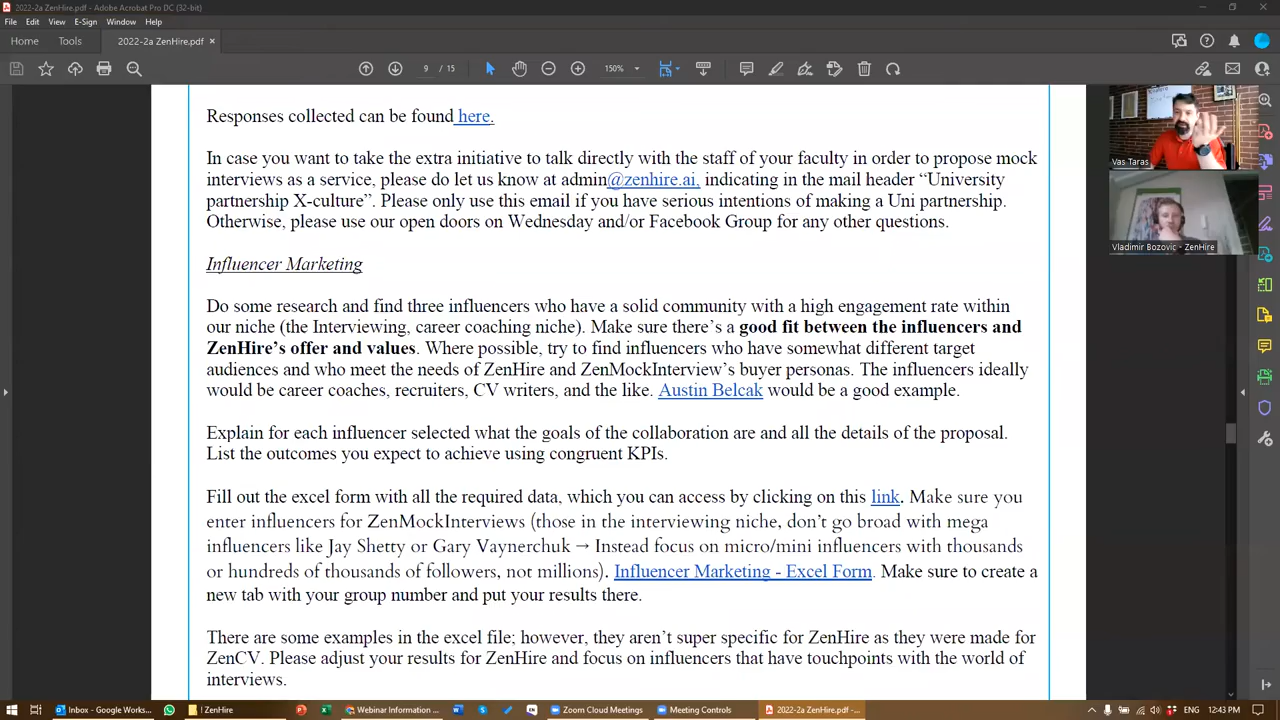 2022-2a ZenHire.pdf - Adobe Acrobat Pro DC (32-bit)
File Edit View E-Sign Window Help
Home Tools 2022-2a ZenHire.pdf ×
9 / 15 150%
Responses collected can be found here.
In case you want to take the extra initiative to talk directly with the staff of your faculty in order to propose mock
interviews as a service, please do let us know at admin@zenhire.ai, indicating in the mail header “University
partnership X-culture”. Please only use this email if you have serious intentions of making a Uni partnership.
Otherwise, please use our open doors on Wednesday and/or Facebook Group for any other questions.
Influencer Marketing
Do some research and find three influencers who have a solid community with a high engagement rate within
our niche (the Interviewing, career coaching niche). Make sure there’s a good fit between the influencers and
ZenHire’s offer and values. Where possible, try to find influencers who have somewhat different target
audiences and who meet the needs of ZenHire and ZenMockInterview’s buyer personas. The influencers ideally
would be career coaches, recruiters, CV writers, and the like. Austin Belcak would be a good example.
Explain for each influencer selected what the goals of the collaboration are and all the details of the proposal.
List the outcomes you expect to achieve using congruent KPIs.
Fill out the excel form with all the required data, which you can access by clicking on this link. Make sure you
enter influencers for ZenMockInterviews (those in the interviewing niche, don’t go broad with mega
influencers like Jay Shetty or Gary Vaynerchuk → Instead focus on micro/mini influencers with thousands
or hundreds of thousands of followers, not millions). Influencer Marketing - Excel Form. Make sure to create a
new tab with your group number and put your results there.
There are some examples in the excel file; however, they aren’t super specific for ZenHire as they were made for
ZenCV. Please adjust your results for ZenHire and focus on influencers that have touchpoints with the world of
interviews.
Vas Taras
Vladimir Bozovic - ZenHire
Inbox - Google Works... ! ZenHire Webinar Information ... Zoom Cloud Meetings Meeting Controls 2022-2a ZenHire.pdf -... ENG 12:43 PM